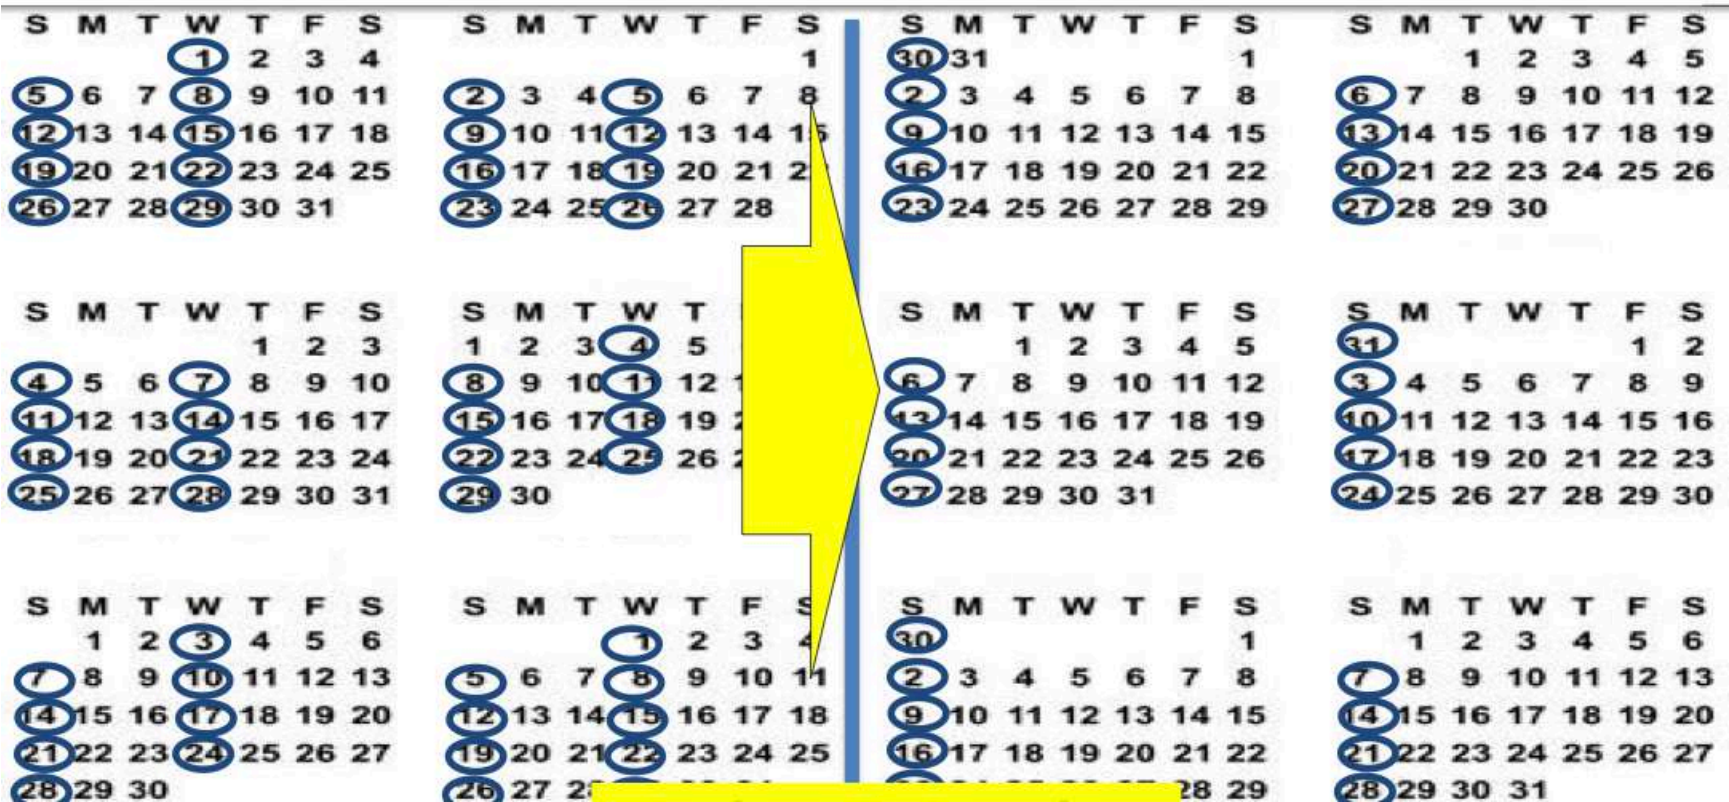 S M T W T F S
1 2 3 4
5 6 7 8 9 10 11
12 13 14 15 16 17 18
19 20 21 22 23 24 25
26 27 28 29 30 31
S M T W T F S
1
2 3 4 5 6 7 8
9 10 11 12 13 14 15
16 17 18 19 20 21
23 24 25 26 27 28
S M T W T F S
30 31 1
2 3 4 5 6 7 8
9 10 11 12 13 14 15
16 17 18 19 20 21 22
23 24 25 26 27 28 29
S M T W T F S
1 2 3 4 5
6 7 8 9 10 11 12
13 14 15 16 17 18 19
20 21 22 23 24 25 26
27 28 29 30
S M T W T F S
1 2 3
4 5 6 7 8 9 10
11 12 13 14 15 16 17
18 19 20 21 22 23 24
25 26 27 28 29 30 31
S M T W T
1 2 3 4 5
8 9 10 11 12
15 16 17 18 19
22 23 24 25 26
29 30
S M T W T F S
1 2 3 4 5
6 7 8 9 10 11 12
13 14 15 16 17 18 19
20 21 22 23 24 25 26
27 28 29 30 31
S M T W T F S
31 1 2
3 4 5 6 7 8 9
10 11 12 13 14 15 16
17 18 19 20 21 22 23
24 25 26 27 28 29 30
S M T W T F S
1 2 3 4 5 6
7 8 9 10 11 12 13
14 15 16 17 18 19 20
21 22 23 24 25 26 27
28 29 30
S M T W T F S
1 2 3 4
5 6 7 8 9 10 11
12 13 14 15 16 17 18
19 20 21 22 23 24 25
26 27
S M T W T F S
30 1
2 3 4 5 6 7 8
9 10 11 12 13 14 15
16 17 18 19 20 21 22
28 29
S M T W T F S
1 2 3 4 5 6
7 8 9 10 11 12 13
14 15 16 17 18 19 20
21 22 23 24 25 26 27
28 29 30 31